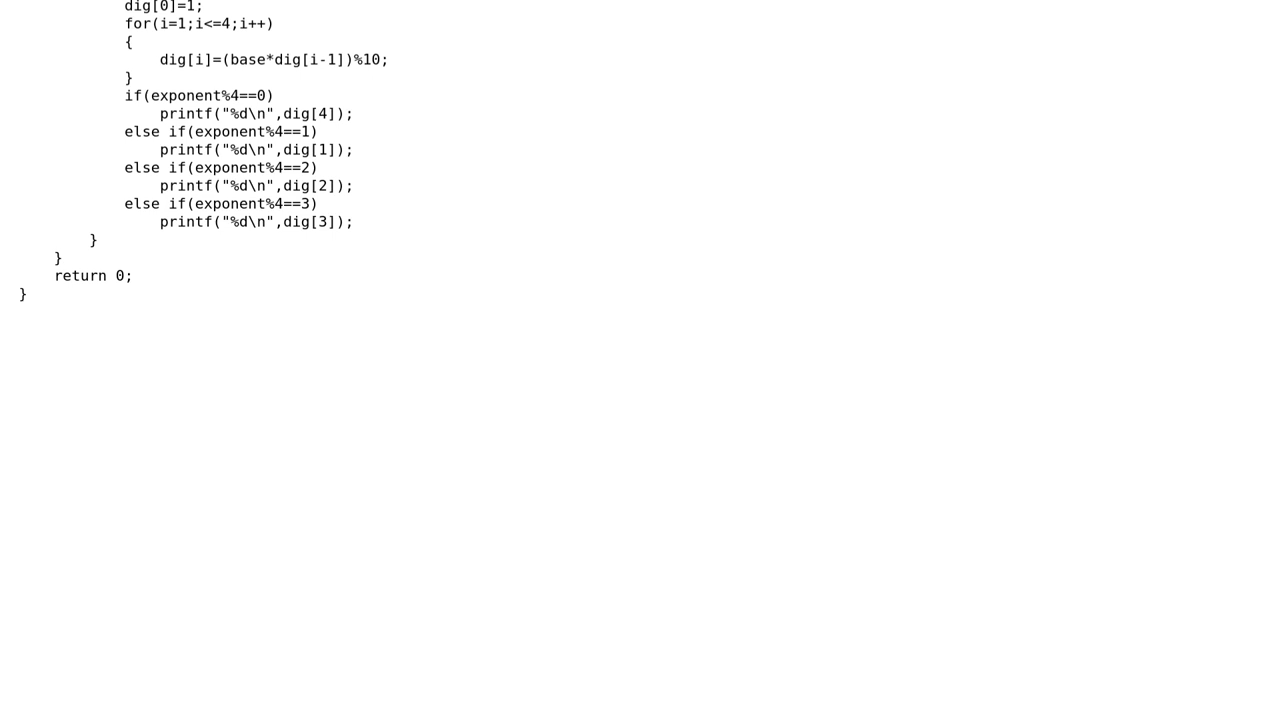 dig[0]=1;
for(i=1;i<=4;i++)
{
dig[i]=(base*dig[i-1])%10;
}
if(exponent%4==0)
printf("%d\n",dig[4]);
else if(exponent%4==1)
printf("%d\n",dig[1]);
else if(exponent%4==2)
printf("%d\n",dig[2]);
else if(exponent%4==3)
printf("%d\n",dig[3]);
}
}
return 0;
}